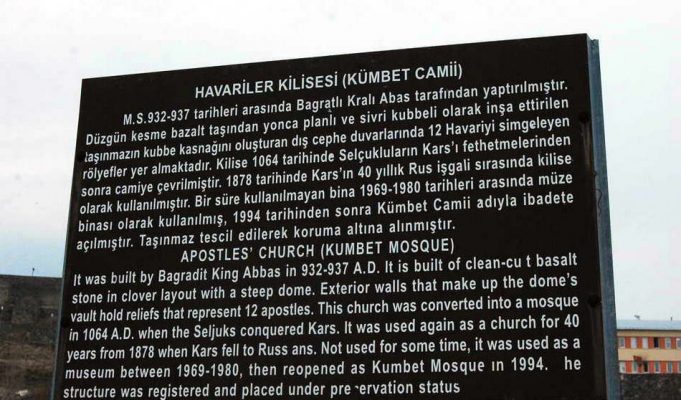 HAVARİLER KİLİSESİ (KÜMBET CAMİİ)
M.S.932-937 tarihleri arasında Bagratlı Kralı Abas tarafından yaptırılmıştır.
Düzgün kesme bazalt taşından yonca planlı ve sivri kubbeli olarak inşa ettirilen
taşınmazın kubbe kasnağını oluşturan dış cephe duvarlarında 12 Havariyi simgeleyen
rölyefler yer almaktadır. Kilise 1064 tarihinde Selçukluların Kars'ı fethetmelerinden
sonra camiye çevrilmiştir. 1878 tarihinde Kars'ın 40 yıllık Rus işgali sırasında kilise
olarak kullanılmıştır. Bir süre kullanılmayan bina 1969-1980 tarihleri arasında müze
binası olarak kullanılmış, 1994 tarihinden sonra Kümbet Camii adıyla ibadete
açılmıştır. Taşınmaz tescil edilerek koruma altına alınmıştır.
APOSTLES' CHURCH (KUMBET MOSQUE)
It was built by Bagradit King Abbas in 932-937 A.D. It is built of clean-cu t basalt
stone in clover layout with a steep dome. Exterior walls that make up the dome's
vault hold reliefs that represent 12 apostles. This church was converted into a mosque
in 1064 A.D. when the Seljuks conquered Kars. It was used again as a church for 40
years from 1878 when Kars fell to Russ ans. Not used for some time, it was used as a
museum between 1969-1980, then reopened as Kumbet Mosque in 1994. he
structure was registered and placed under pre ervation status